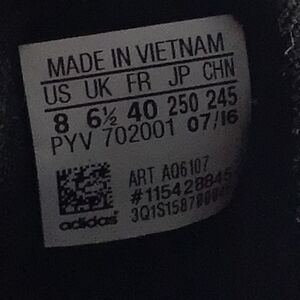 MADE IN VIETNAM
US UK FR JP CHN
8 6½ 40 250 245
PYV 702001 07/16
ART AQ6107
#115428845
adidas